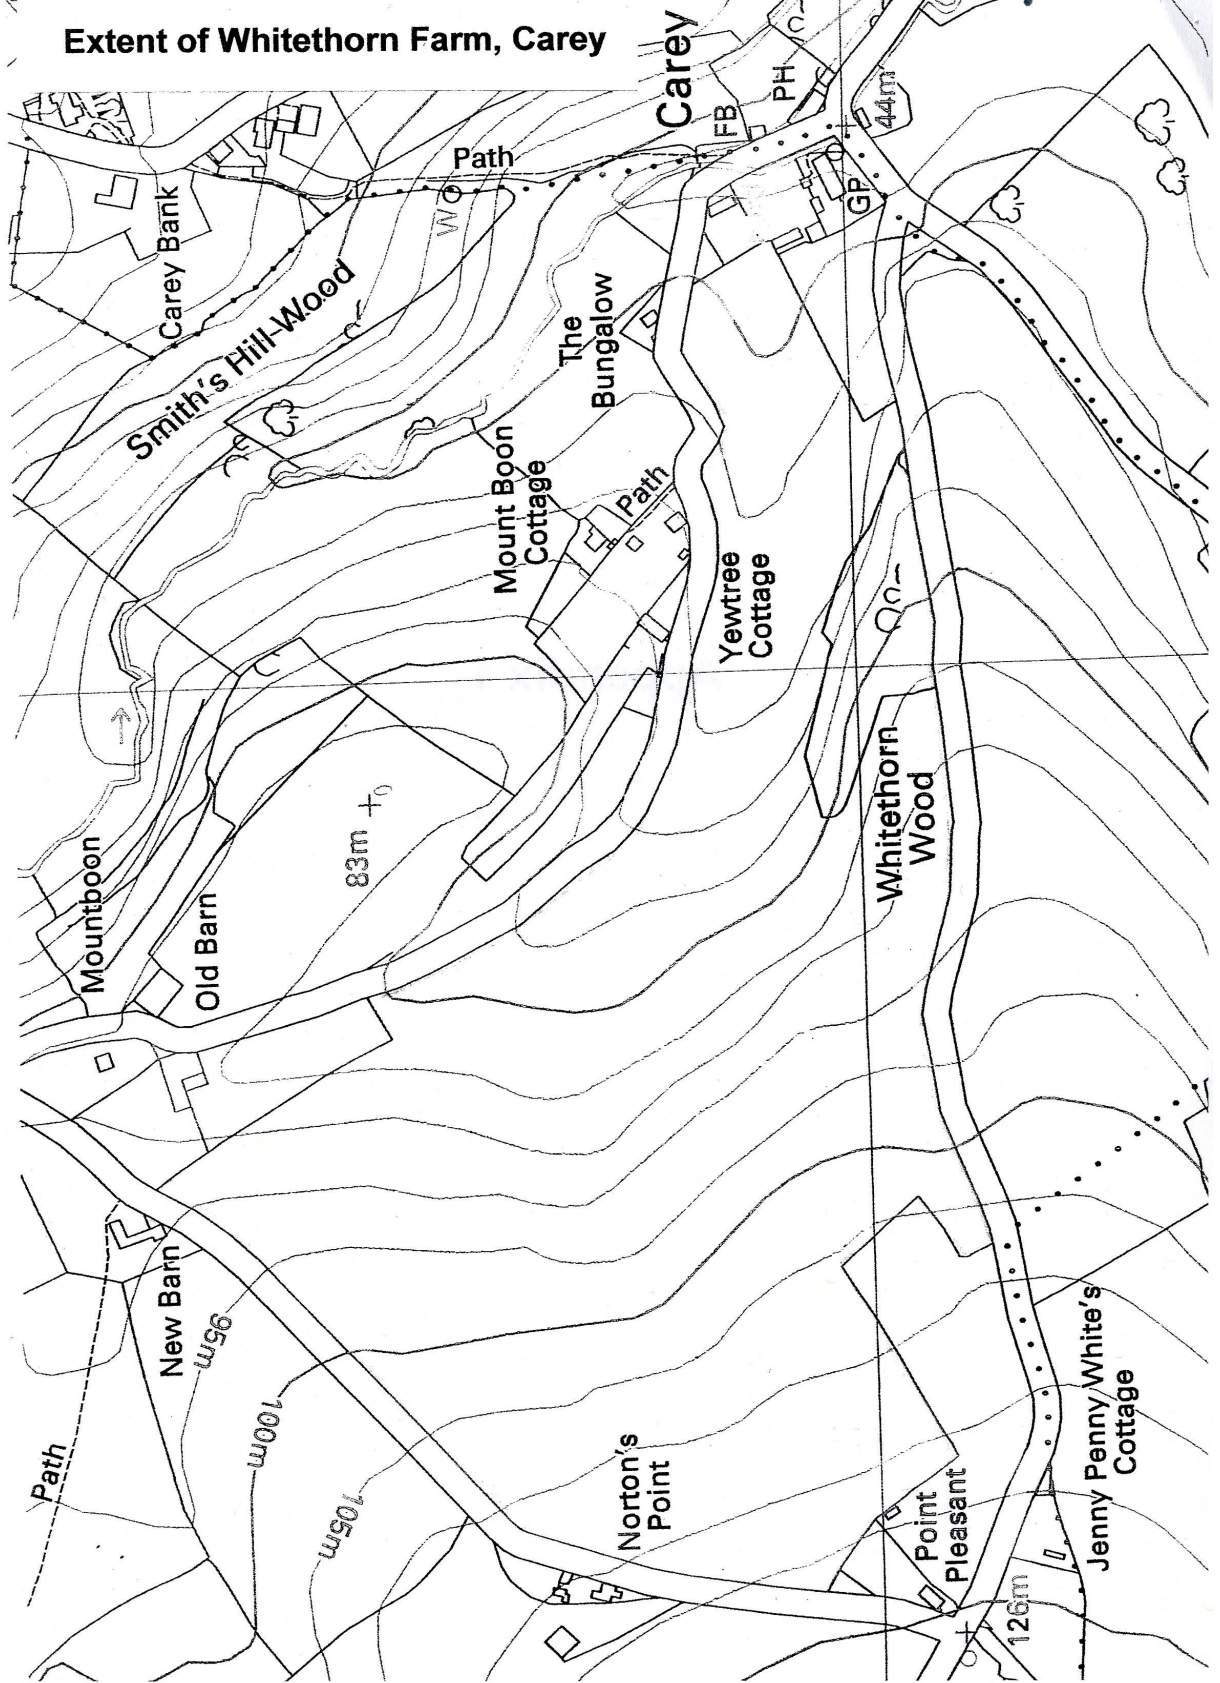 Extent of Whitethorn Farm, Carey
Carey
PH
FB
44m
GP
Path
W
Carey Bank
Smith's Hill Wood
The
Bungalow
Mount Boon
Cottage
Path
Yewtree
Cottage
Whitethorn
Wood
83m
Mountboon
Old Barn
New Barn
95m
100m
105m
Path
Norton's
Point
Point
Pleasant
126m
Jenny Penny White's
Cottage